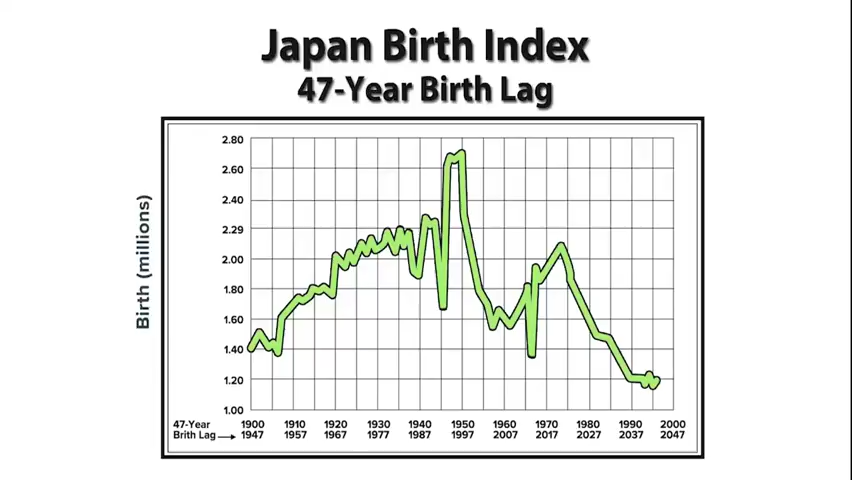 Japan Birth Index
47-Year Birth Lag
Birth (millions)
2.80
2.60
2.40
2.29
2.00
1.80
1.60
1.40
1.20
1.00
47-Year 1900 1910 1920 1930 1940 1950 1960 1970 1980 1990 2000
Brith Lag 1947 1957 1967 1977 1987 1997 2007 2017 2027 2037 2047